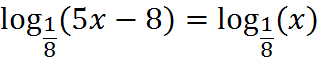 log_{1/8}(5x − 8) = log_{1/8}(x)